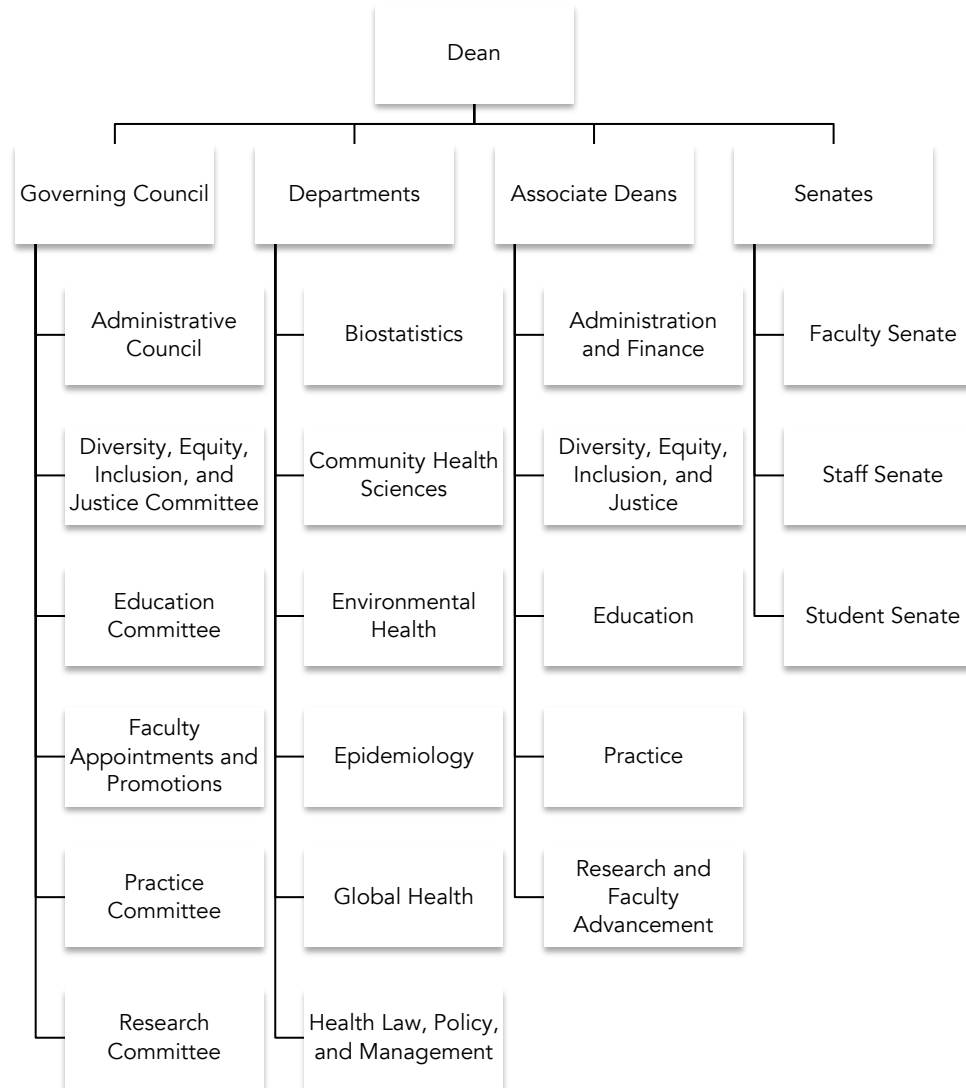 Dean
Governing Council
Departments
Associate Deans
Senates
Administrative
Council
Biostatistics
Administration
and Finance
Faculty Senate
Diversity, Equity,
Inclusion, and
Justice Committee
Community Health
Sciences
Diversity, Equity,
Inclusion, and
Justice
Staff Senate
Education
Committee
Environmental
Health
Education
Student Senate
Faculty
Appointments and
Promotions
Epidemiology
Practice
Practice
Committee
Global Health
Research and
Faculty
Advancement
Research
Committee
Health Law, Policy,
and Management